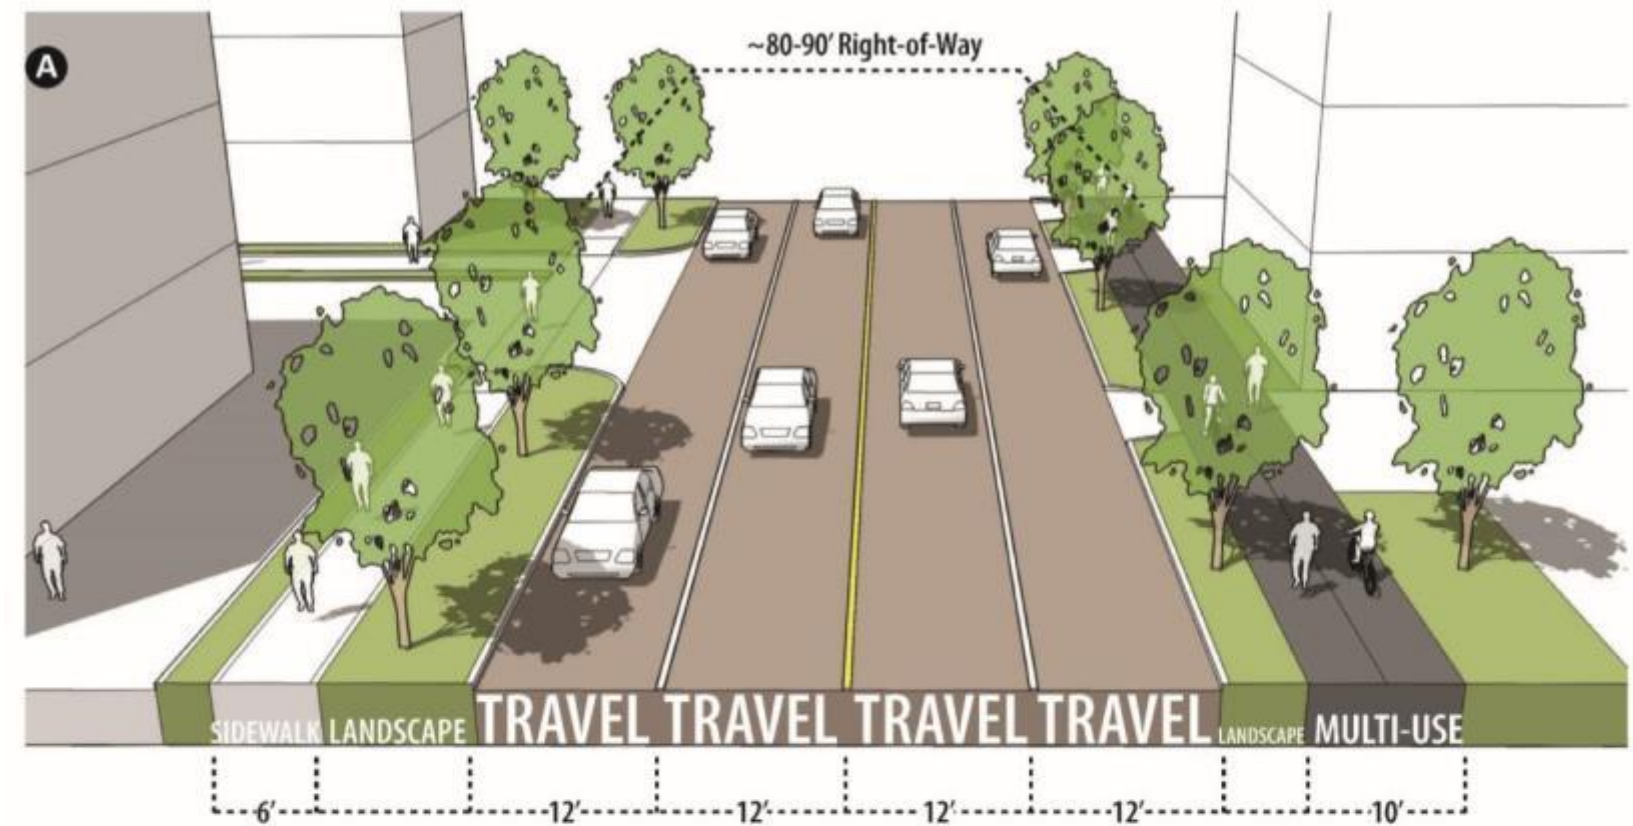 A
~80-90' Right-of-Way
SIDEWALK LANDSCAPE TRAVEL TRAVEL TRAVEL TRAVEL LANDSCAPE MULTI-USE
6' 12' 12' 12' 12' 10'